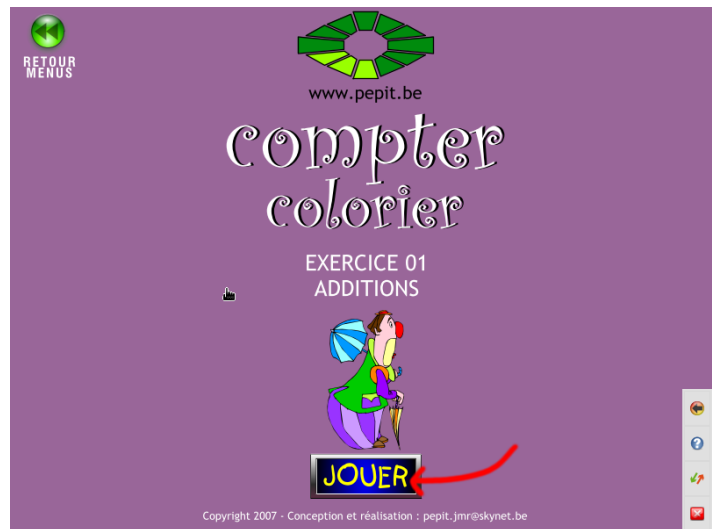 RETOUR
MENUS
www.pepit.be
compter
colorier
EXERCICE 01
ADDITIONS
JOUER
Copyright 2007 - Conception et réalisation : pepit.jmr@skynet.be